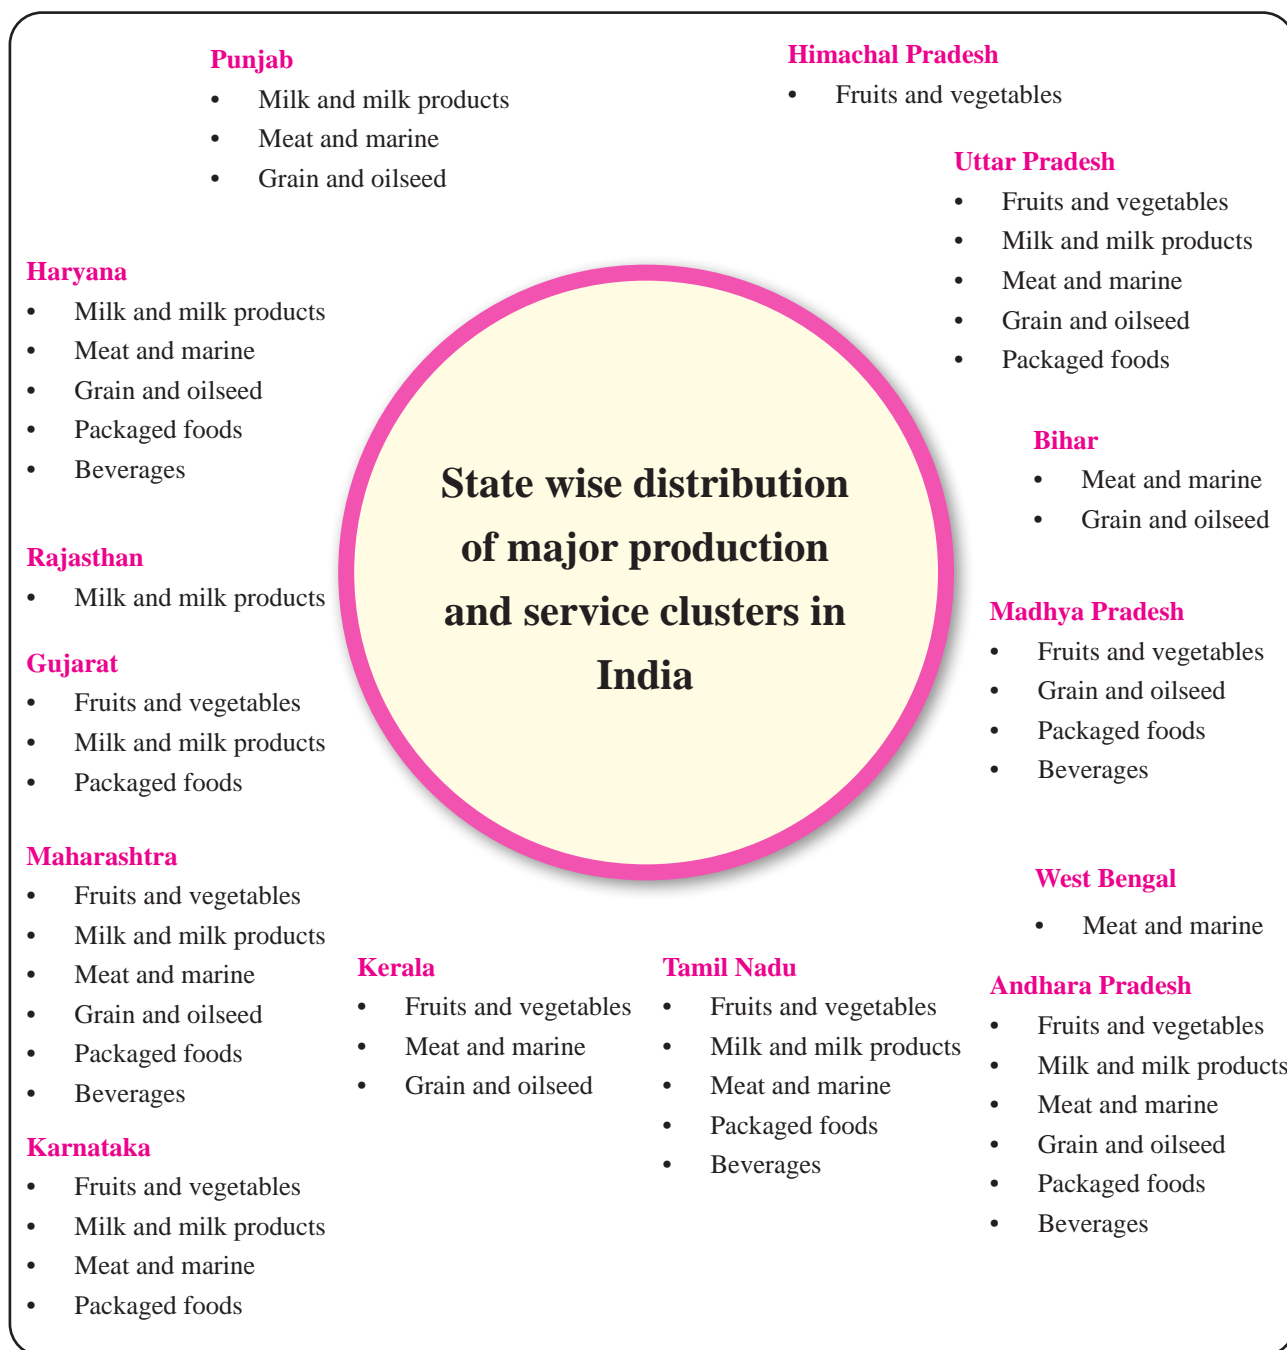 Punjab
• Milk and milk products
• Meat and marine
• Grain and oilseed
Himachal Pradesh
• Fruits and vegetables
Uttar Pradesh
• Fruits and vegetables
• Milk and milk products
• Meat and marine
• Grain and oilseed
• Packaged foods
Haryana
• Milk and milk products
• Meat and marine
• Grain and oilseed
• Packaged foods
• Beverages
State wise distribution
of major production
and service clusters in
India
Bihar
• Meat and marine
• Grain and oilseed
Rajasthan
• Milk and milk products
Madhya Pradesh
• Fruits and vegetables
• Grain and oilseed
• Packaged foods
• Beverages
Gujarat
• Fruits and vegetables
• Milk and milk products
• Packaged foods
Maharashtra
• Fruits and vegetables
• Milk and milk products
• Meat and marine
• Grain and oilseed
• Packaged foods
• Beverages
West Bengal
• Meat and marine
Kerala
• Fruits and vegetables
• Meat and marine
• Grain and oilseed
Tamil Nadu
• Fruits and vegetables
• Milk and milk products
• Meat and marine
• Packaged foods
• Beverages
Andhara Pradesh
• Fruits and vegetables
• Milk and milk products
• Meat and marine
• Grain and oilseed
• Packaged foods
• Beverages
Karnataka
• Fruits and vegetables
• Milk and milk products
• Meat and marine
• Packaged foods